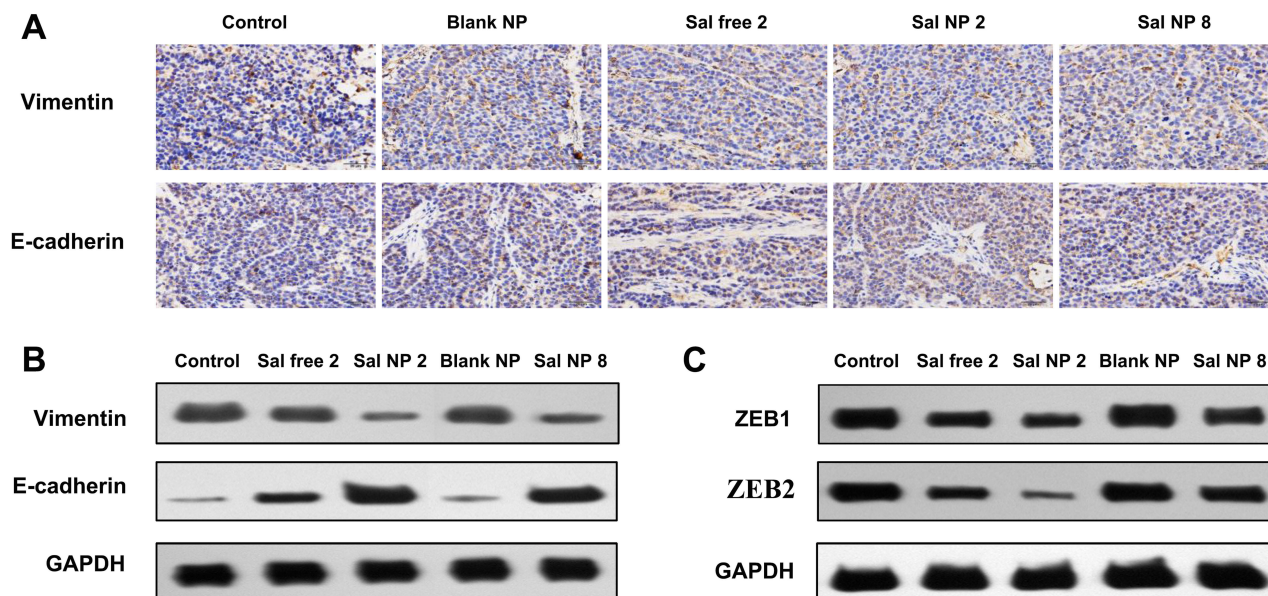 A
Control Blank NP Sal free 2 Sal NP 2 Sal NP 8
Vimentin
E-cadherin
B
Control Sal free 2 Sal NP 2 Blank NP Sal NP 8
Vimentin
E-cadherin
GAPDH
C
Control Sal free 2 Sal NP 2 Blank NP Sal NP 8
ZEB1
ZEB2
GAPDH